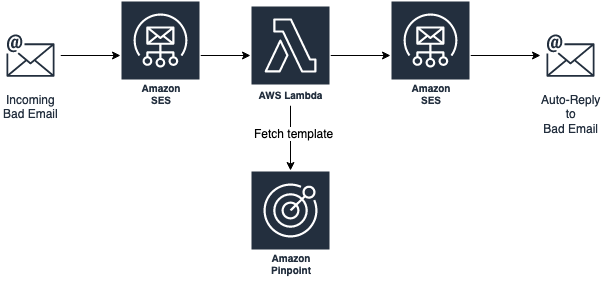 Incoming
Bad Email
Amazon
SES
AWS Lambda
Amazon
SES
Auto-Reply
to
Bad Email
Fetch template
Amazon
Pinpoint